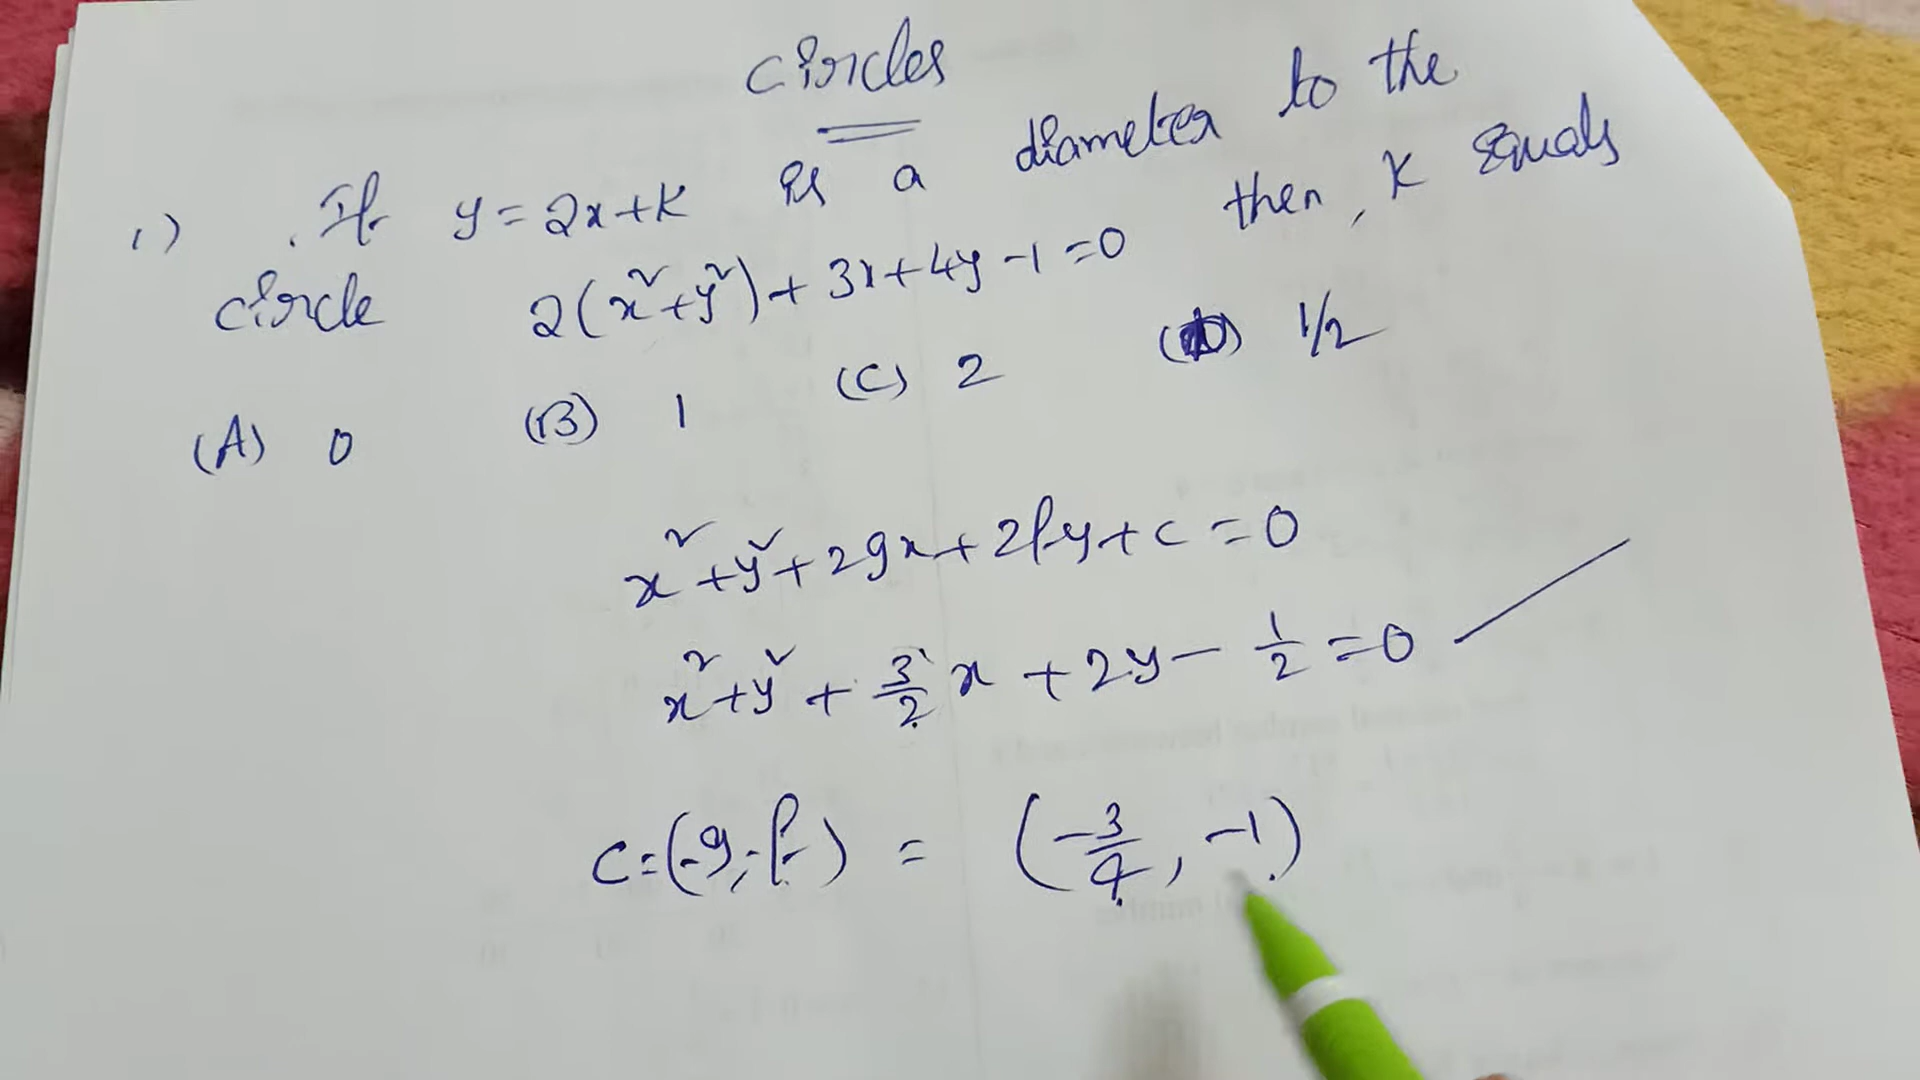 circles
1) . If y = 2x+k is a diameter to the
circle 2(x²+y²)+3x+4y-1=0 then, k equals
(A) 0 (B) 1 (C) 2 (D) 1/2
x²+y²+2gx+2fy+c=0
x²+y²+3/2x+2y-1/2=0
C=(-g,-f) = (-3/4, -1)